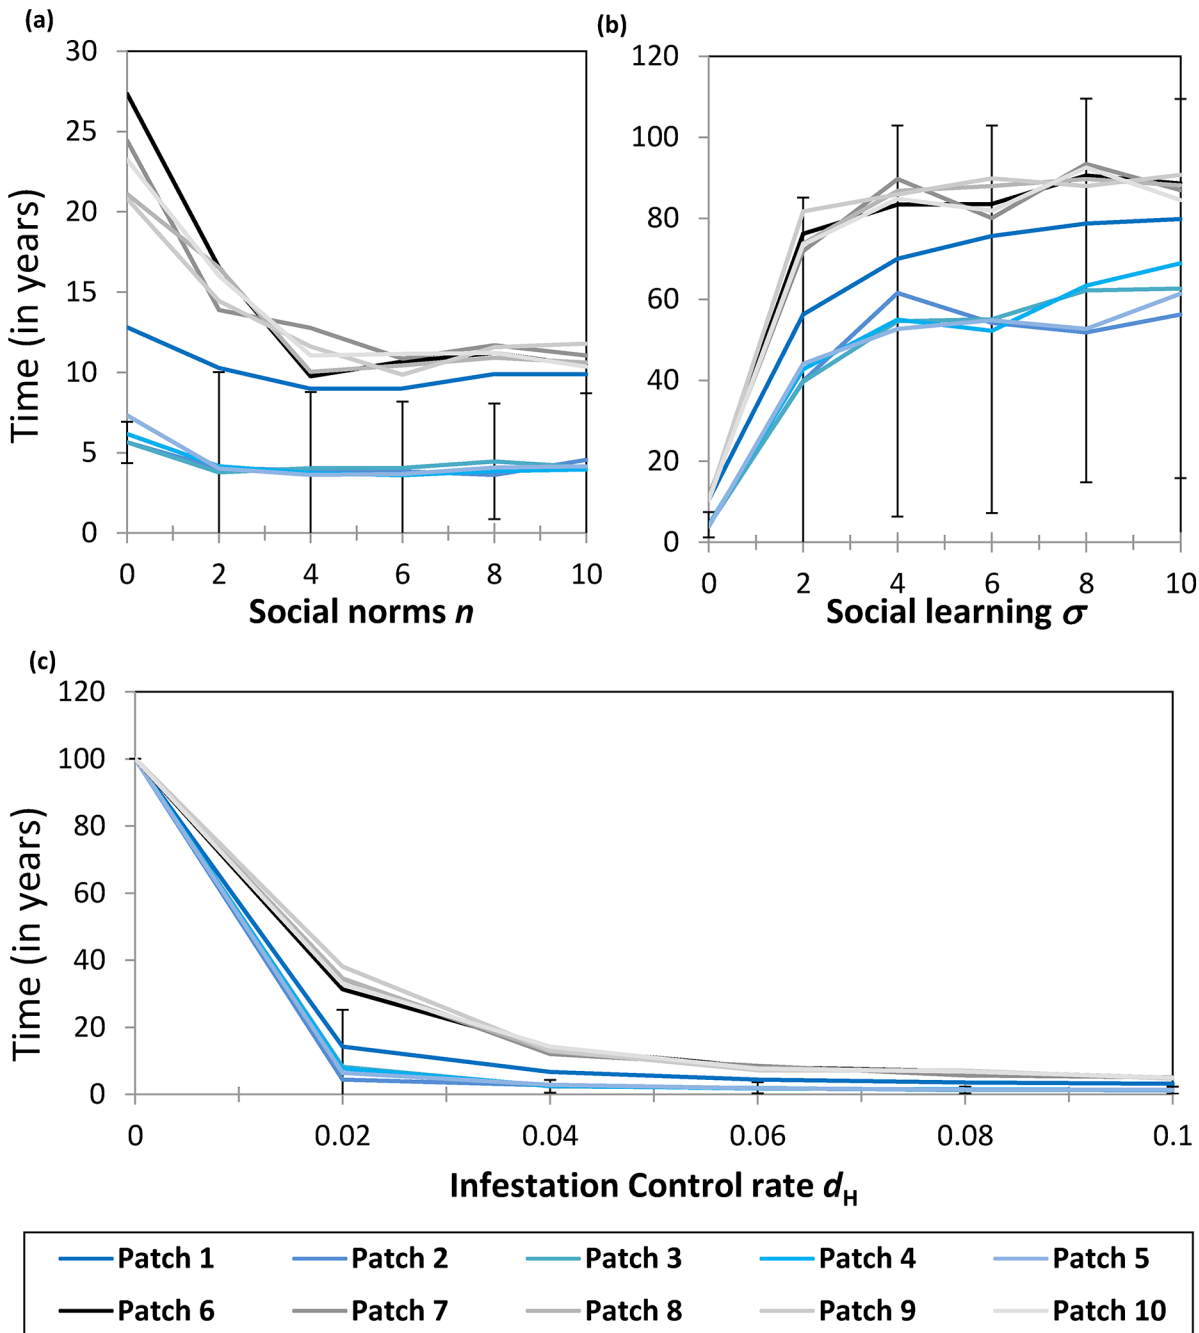 (a)
30
25
20
15
10
5
0
Time (in years)
0 2 4 6 8 10
Social norms n
(b)
120
100
80
60
40
20
0
0 2 4 6 8 10
Social learning σ
(c)
120
100
80
60
40
20
0
Time (in years)
0 0.02 0.04 0.06 0.08 0.1
Infestation Control rate dH
Patch 1 Patch 2 Patch 3 Patch 4 Patch 5
Patch 6 Patch 7 Patch 8 Patch 9 Patch 10